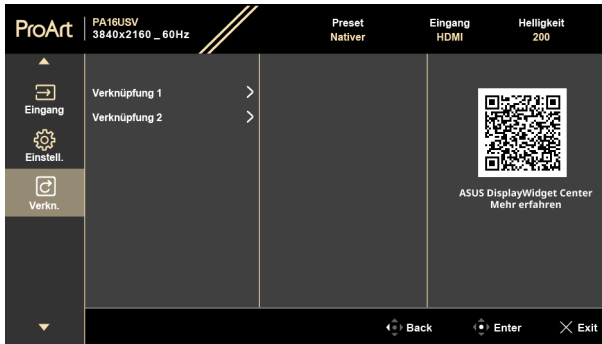 ProArt
PA16USV
3840x2160 _ 60Hz
Preset
Nativer
Eingang
HDMI
Helligkeit
200
Eingang
Einstell.
Verkn.
Verknüpfung 1
Verknüpfung 2
ASUS DisplayWidget Center
Mehr erfahren
Back
Enter
Exit